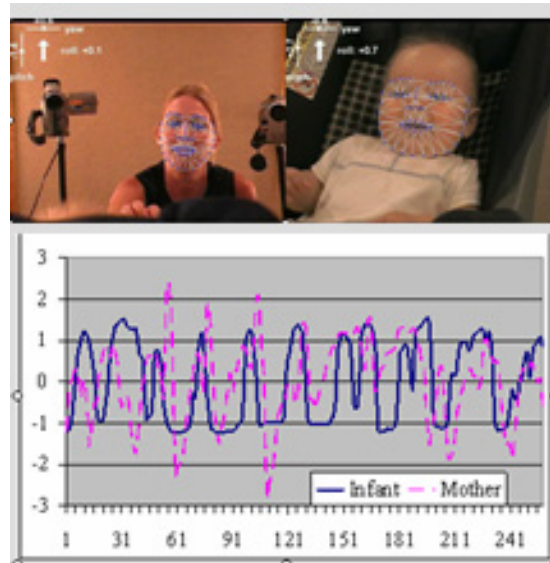 yaw
roll: +0.1
pitch
yaw
roll: +0.7
3
2
1
0
-1
-2
-3
Infant
Mother
1 31 61 91 121 151 181 211 241